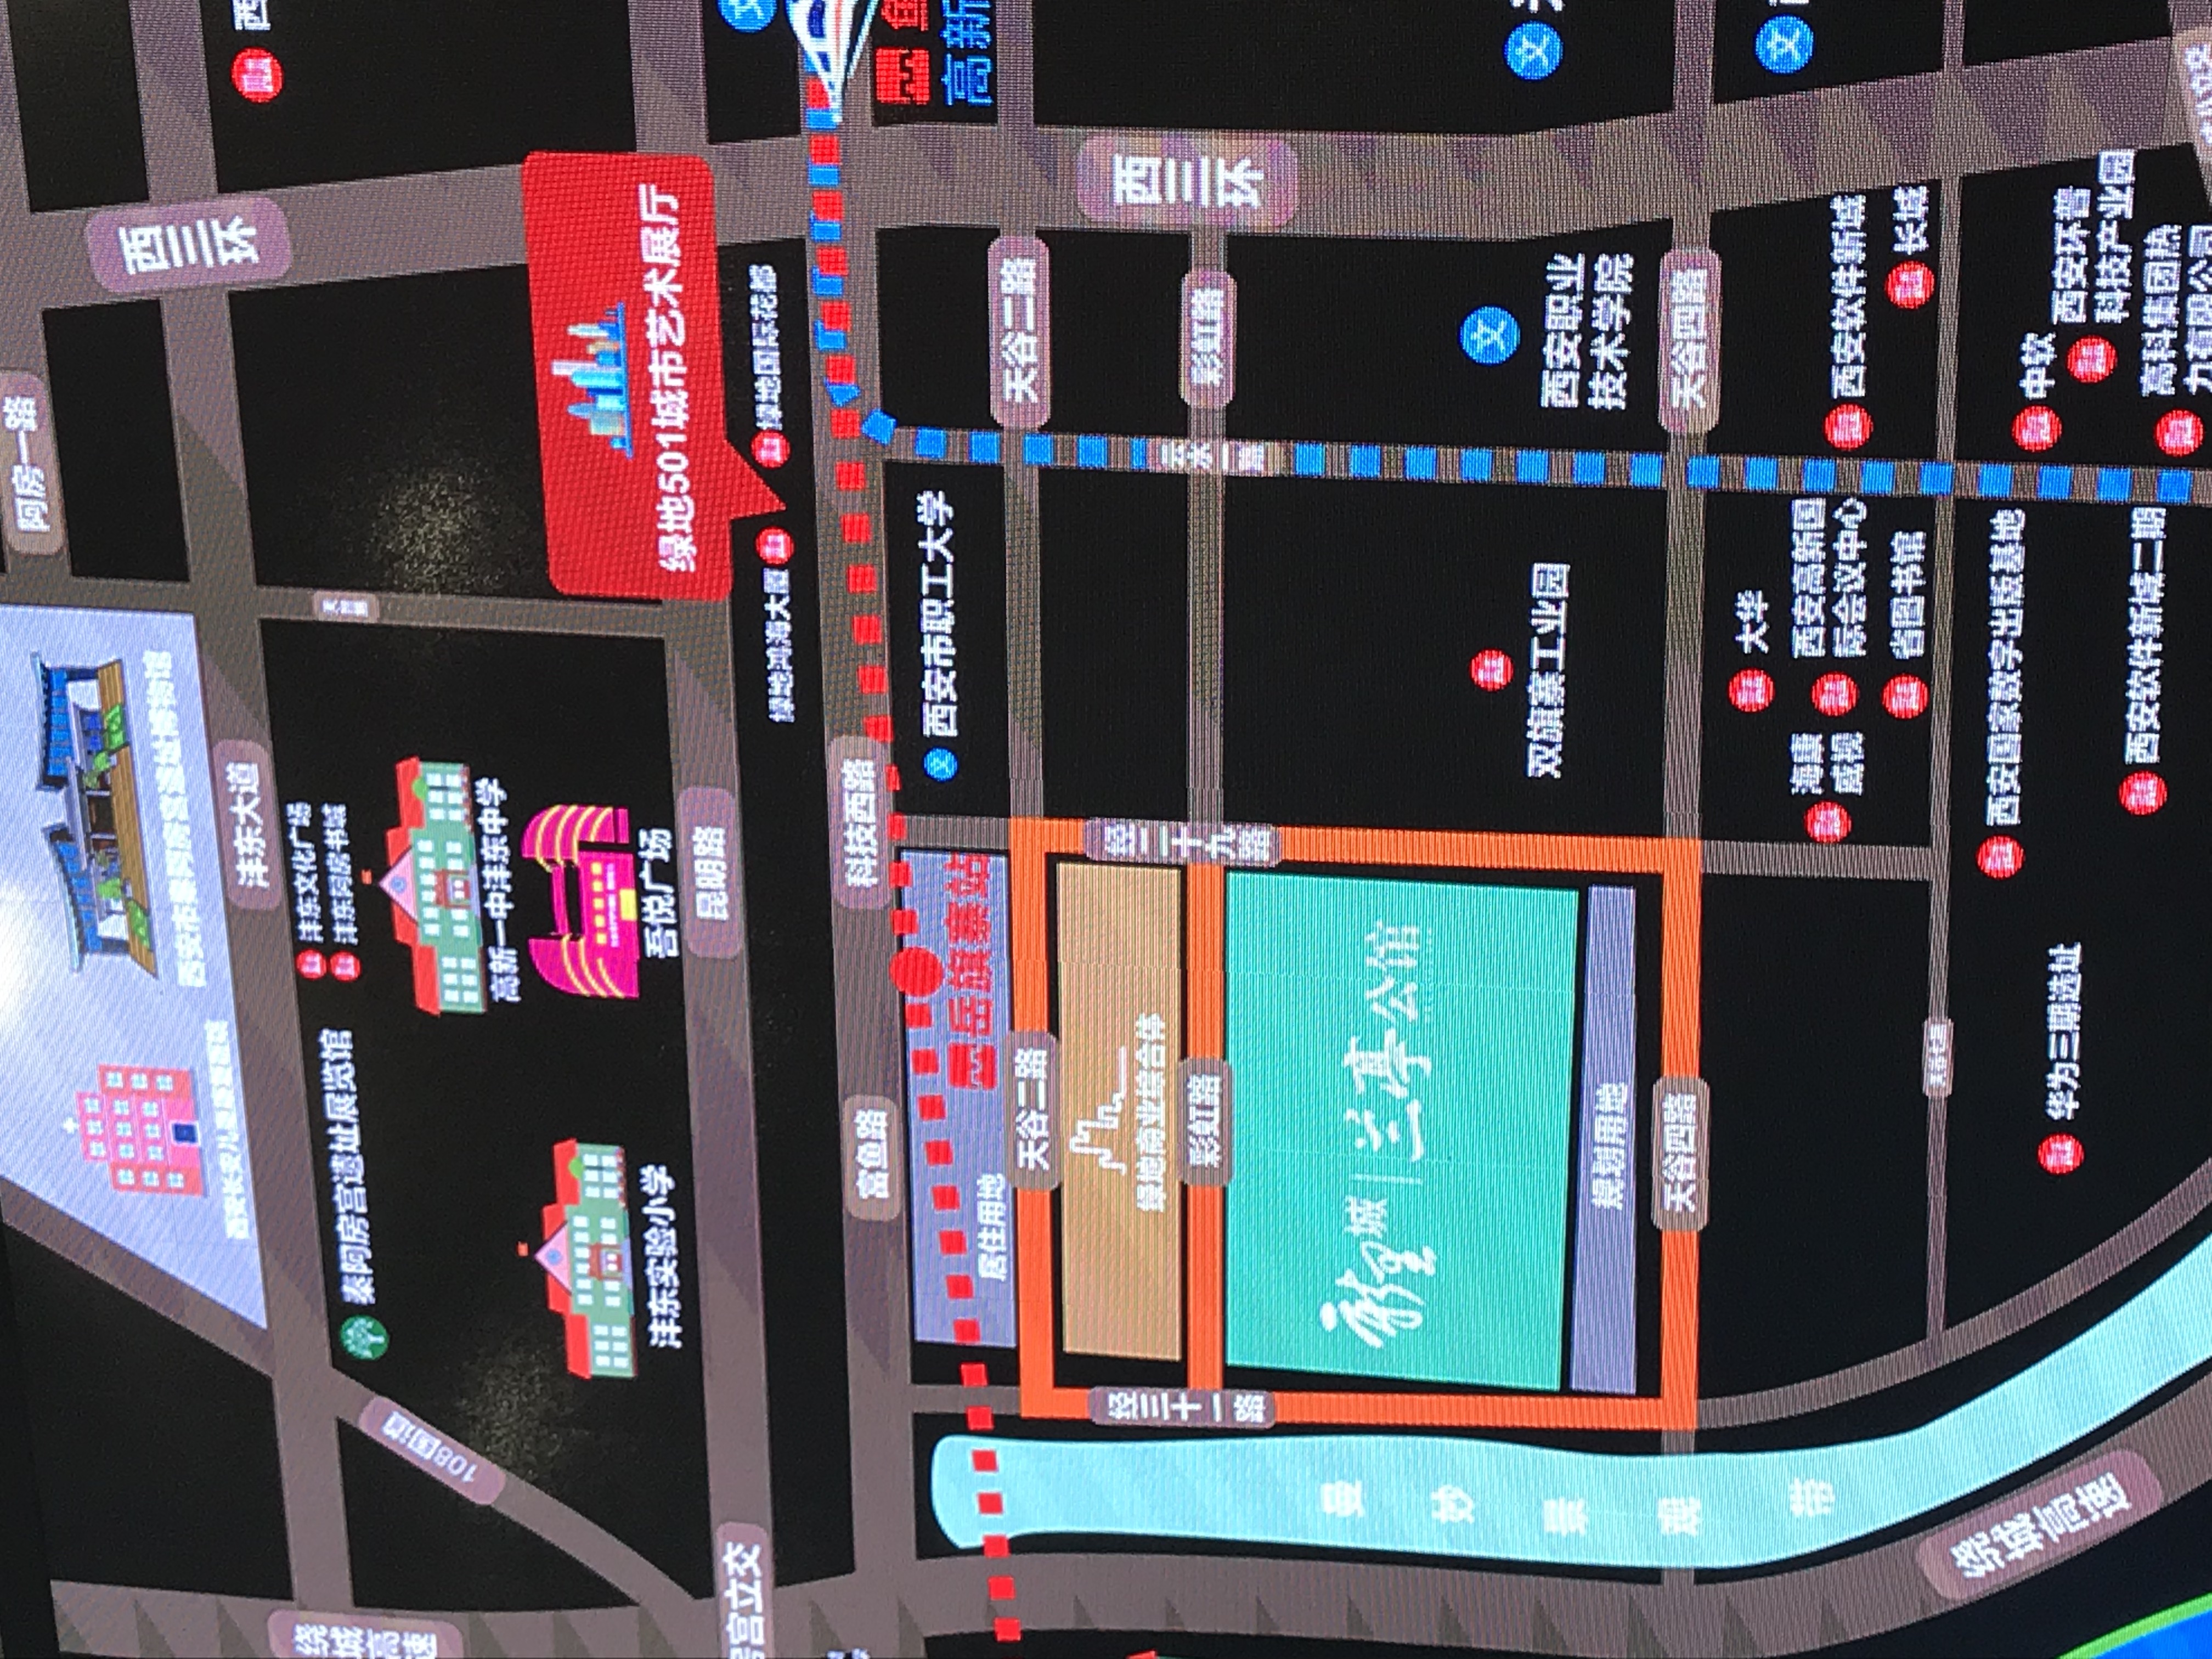 阿房一路
西三环
西安市秦阿房宫遗址博物馆
西安长安儿童康复医院
沣东大道
绕城高速
108国道
秦阿房宫遗址展览馆
沣东文化广场
沣东阿房书城
高新一中沣东中学
沣东实验小学
吾悦广场
绿地501城市艺术展厅
昆明路
房宫立交
绿地鸿海大厦
绿地国际花都
富鱼路
科技西路
西安市职工大学
高新
居住用地
岳旗寨站
天谷二路
天谷二路
绿地商业综合体
经三十一路
经二十九路
云水一路
西三环
彩虹路
彩虹路
曼妙景观带
新里城
兰亭公馆
双旗寨工业园
西安职业
技术学院
规划用地
天谷四路
天谷四路
大华
海康
威视
西安高新国
际会议中心
西安软件新城
省图书馆
长城
天谷七路
绕城高速
西安国家数字出版基地
中软
华为三期选址
西安环普
科技产业园
西安软件新城二期
高科集团热
力有限公司